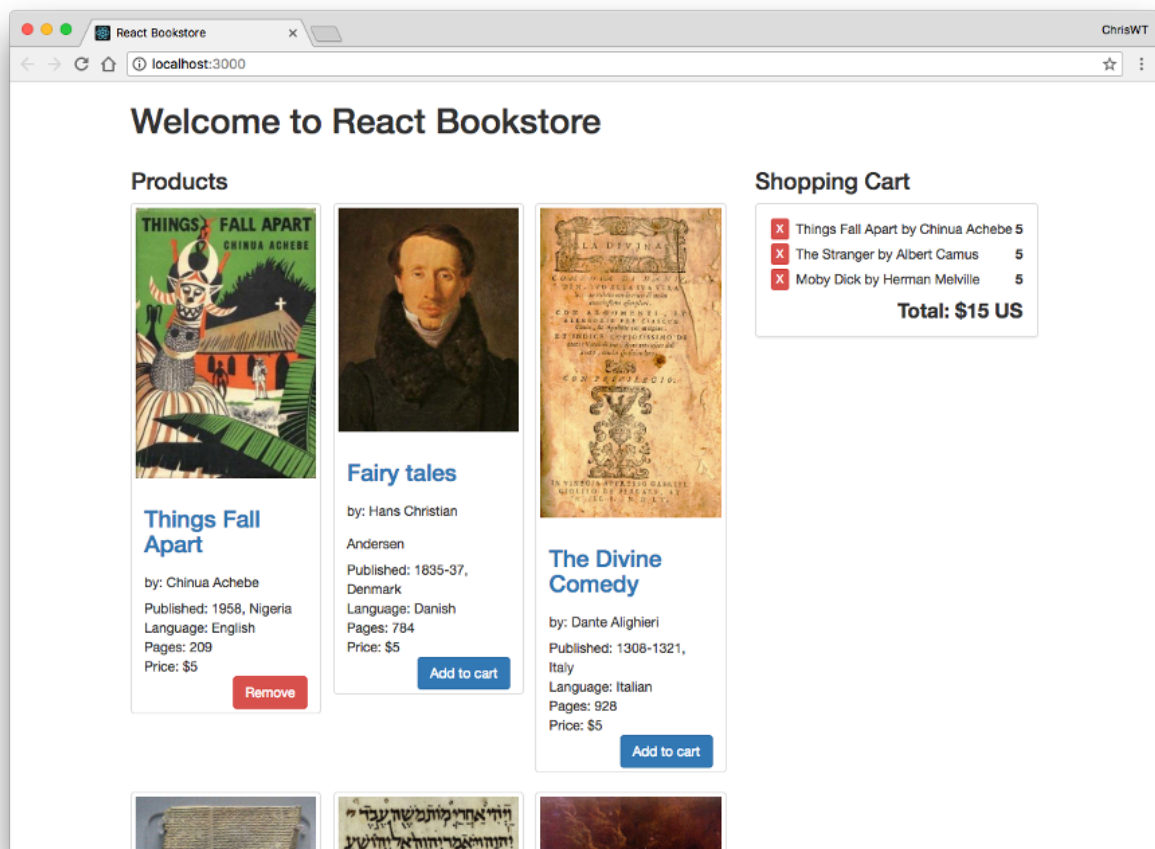 React Bookstore
ChrisWT
localhost:3000
Welcome to React Bookstore
Products
THINGS FALL APART
CHINUA ACHEBE
Things Fall
Apart
by: Chinua Achebe
Published: 1958, Nigeria
Language: English
Pages: 209
Price: $5
Remove
Fairy tales
by: Hans Christian
Andersen
Published: 1835-37,
Denmark
Language: Danish
Pages: 784
Price: $5
Add to cart
LA DIVINA
The Divine
Comedy
by: Dante Alighieri
Published: 1308-1321,
Italy
Language: Italian
Pages: 928
Price: $5
Add to cart
Shopping Cart
X Things Fall Apart by Chinua Achebe 5
X The Stranger by Albert Camus 5
X Moby Dick by Herman Melville 5
Total: $15 US